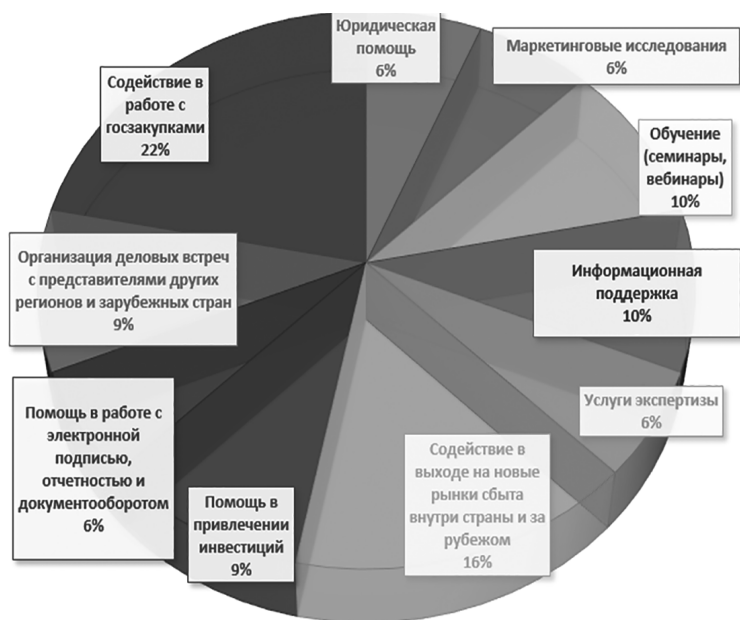 Юридическая
помощь
6%
Маркетинговые исследования
6%
Обучение
(семинары,
вебинары)
10%
Информационная
поддержка
10%
Услуги экспертизы
6%
Содействие в
выходе на новые
рынки сбыта
внутри страны и за
рубежом
16%
Помощь в
привлечении
инвестиций
9%
Помощь в работе с
электронной
подписью,
отчетностью и
документооборотом
6%
Организация деловых встреч
с представителями других
регионов и зарубежных стран
9%
Содействие в
работе с
госзакупками
22%